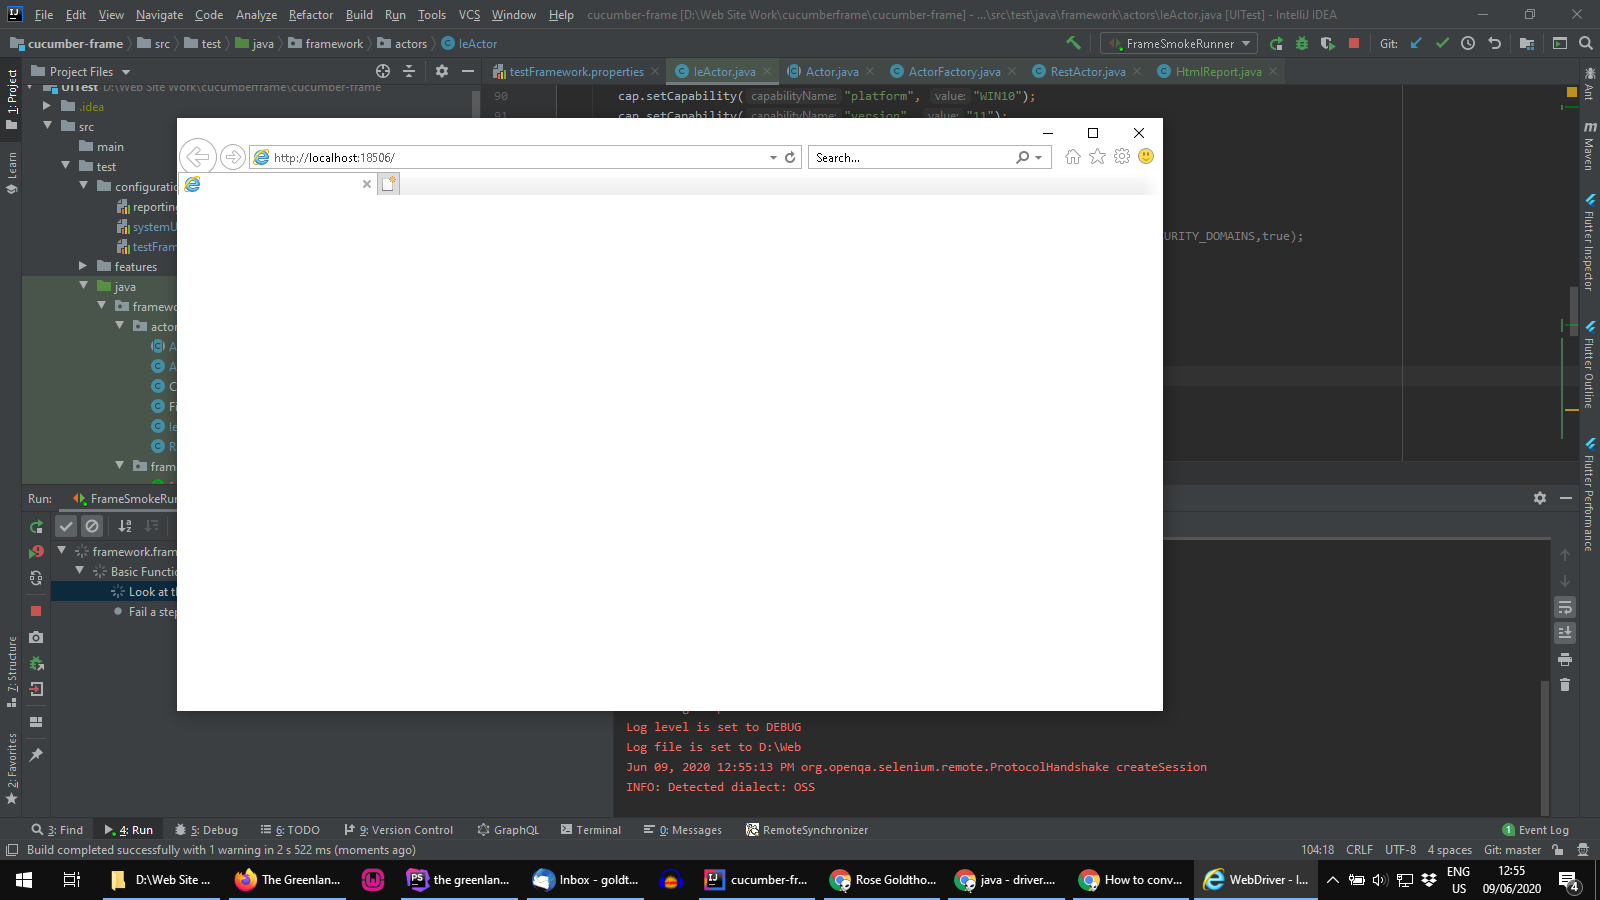 File Edit View Navigate Code Analyze Refactor Build Run Tools VCS Window Help cucumber-frame [D:\Web Site Work\cucumberframe\cucumber-frame] - ...\src\test\java\framework\actors\IeActor.java [UITest] - IntelliJ IDEA
cucumber-frame src test java framework actors IeActor FrameSmokeRunner Git:
Project Files testFramework.properties IeActor.java Actor.java ActorFactory.java RestActor.java HtmlReport.java
UITest D:\Web Site Work\cucumberframe\cucumber-frame
90 cap.setCapability( capabilityName: "platform", value: "WIN10");
91 cap.setCapability( capabilityName: "version", value: "11");
.idea
src
main
test
configuratio
reporting
systemU
testFram
features
java
framewo
actor
A
A
C
Fi
Ie
R
fram
http://localhost:18506/
Search...
URITY_DOMAINS,true);
1: Project
Learn
7: Structure
2: Favorites
Ant
Maven
Flutter Inspector
Flutter Outline
Flutter Performance
Run: FrameSmokeRun
framework.fram
Basic Functio
Look at th
Fail a step
Log level is set to DEBUG
Log file is set to D:\Web
Jun 09, 2020 12:55:13 PM org.openqa.selenium.remote.ProtocolHandshake createSession
INFO: Detected dialect: OSS
3: Find 4: Run 5: Debug 6: TODO 9: Version Control GraphQL Terminal 0: Messages RemoteSynchronizer 1 Event Log
Build completed successfully with 1 warning in 2 s 522 ms (moments ago) 104:18 CRLF UTF-8 4 spaces Git: master
D:\Web Site ... The Greenlan... the greenlan... Inbox - goldt... cucumber-fr... Rose Goldtho... java - driver.... How to conv... WebDriver - I... ENG US 12:55 09/06/2020 4